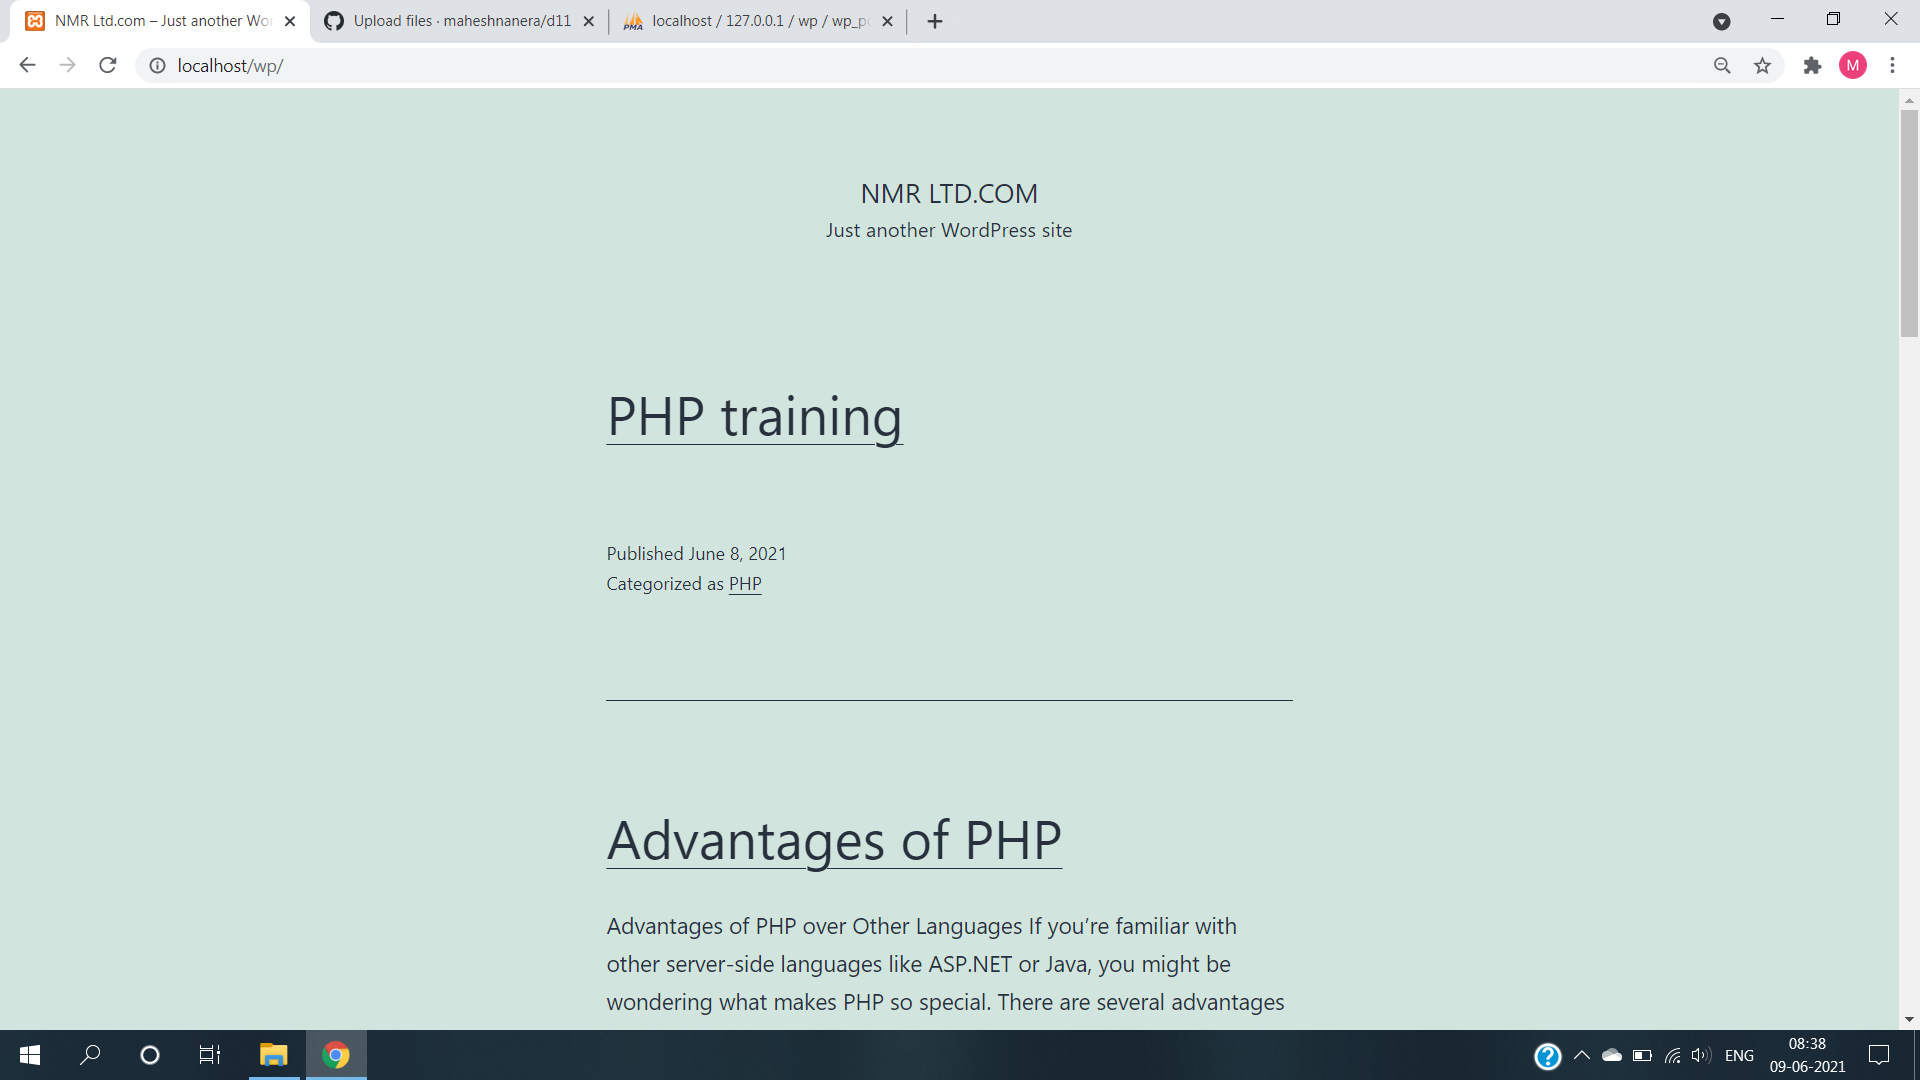 NMR Ltd.com – Just another Wor
Upload files · maheshnanera/d11
PMA
localhost / 127.0.0.1 / wp / wp_po
localhost/wp/
M
NMR LTD.COM
Just another WordPress site
PHP training
Published June 8, 2021
Categorized as PHP
Advantages of PHP
Advantages of PHP over Other Languages If you’re familiar with
other server-side languages like ASP.NET or Java, you might be
wondering what makes PHP so special. There are several advantages
ENG
08:38
09-06-2021